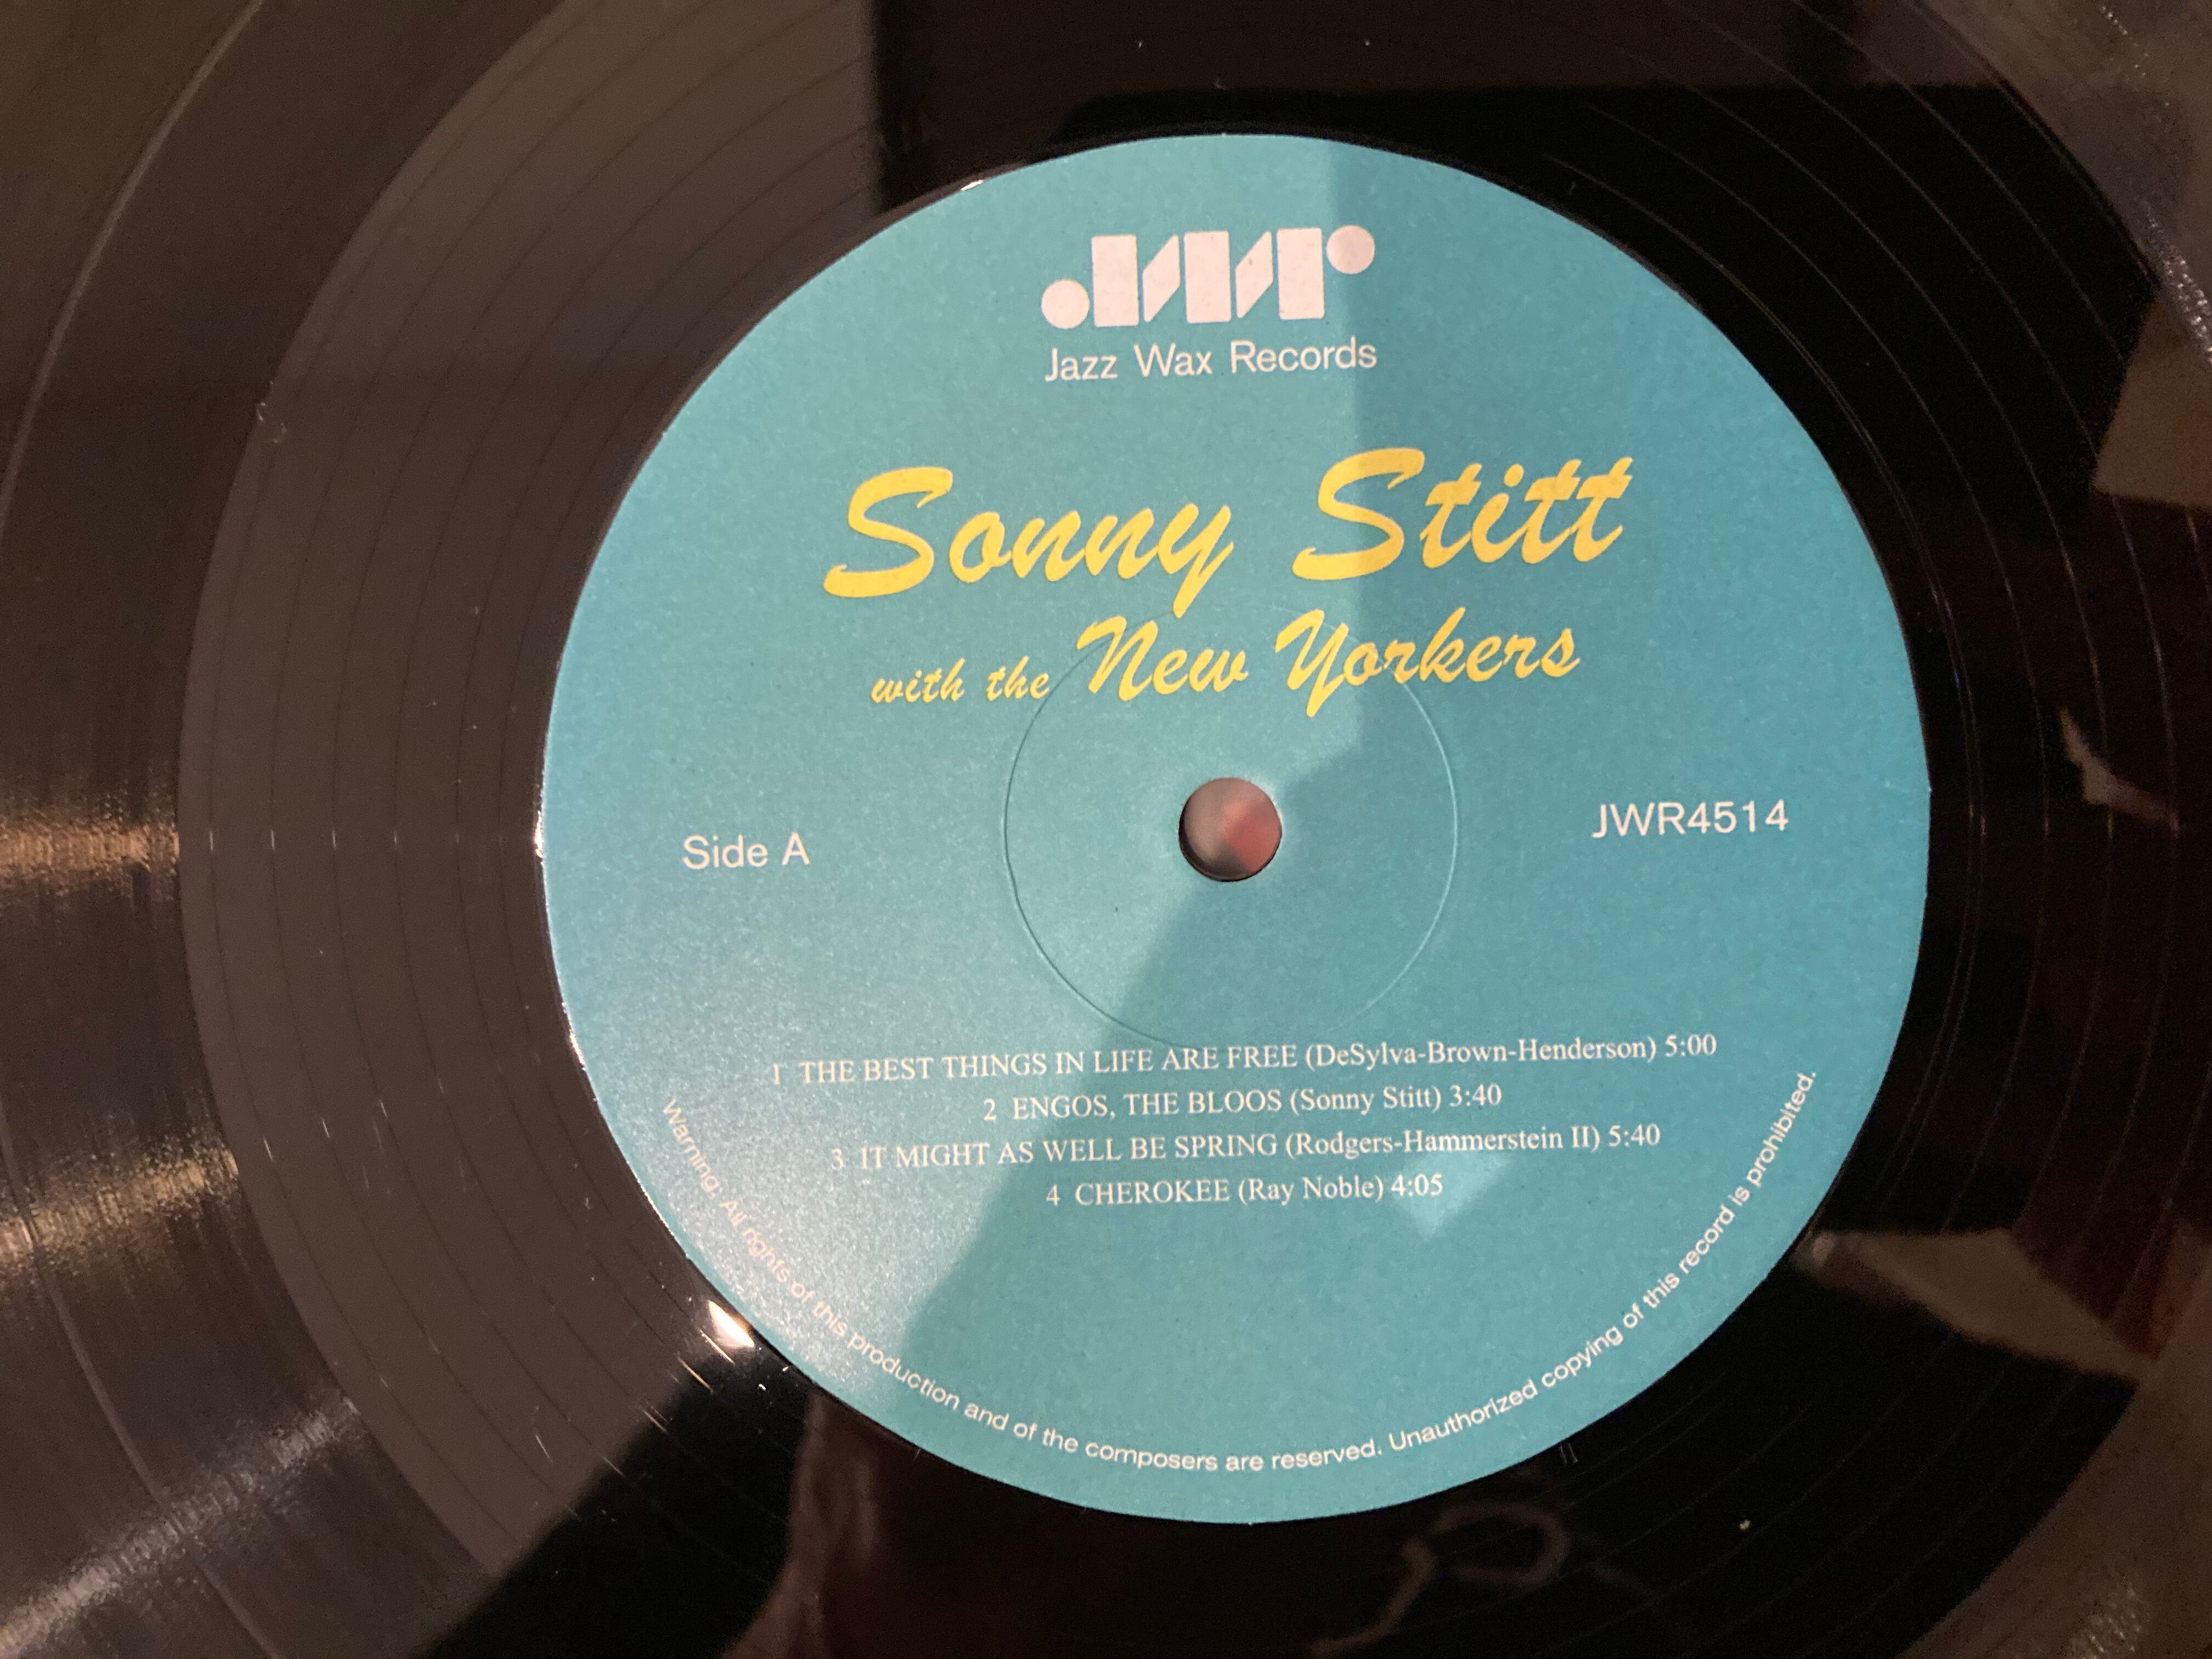 JWR
Jazz Wax Records
Sonny Stitt
with the New Yorkers
Side A
JWR4514
1 THE BEST THINGS IN LIFE ARE FREE (DeSylva-Brown-Henderson) 5:00
2 ENGOS, THE BLOOS (Sonny Stitt) 3:40
3 IT MIGHT AS WELL BE SPRING (Rodgers-Hammerstein II) 5:40
4 CHEROKEE (Ray Noble) 4:05
Warning. All rights of this production and of the composers are reserved. Unauthorized copying of this record is prohibited.